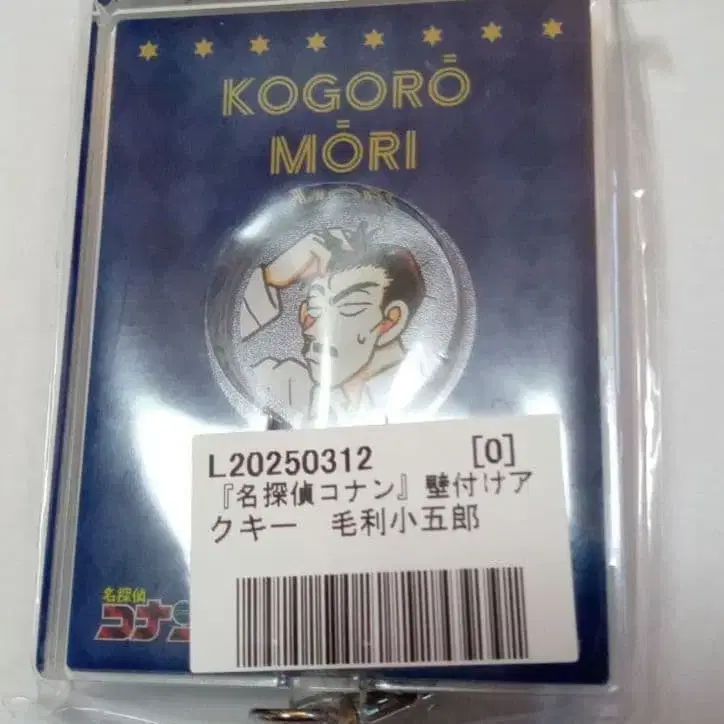 KOGORŌ
MŌRI
L20250312 [0]
『名探偵コナン』壁付けア
クキー 毛利小五郎
名探偵
コナン